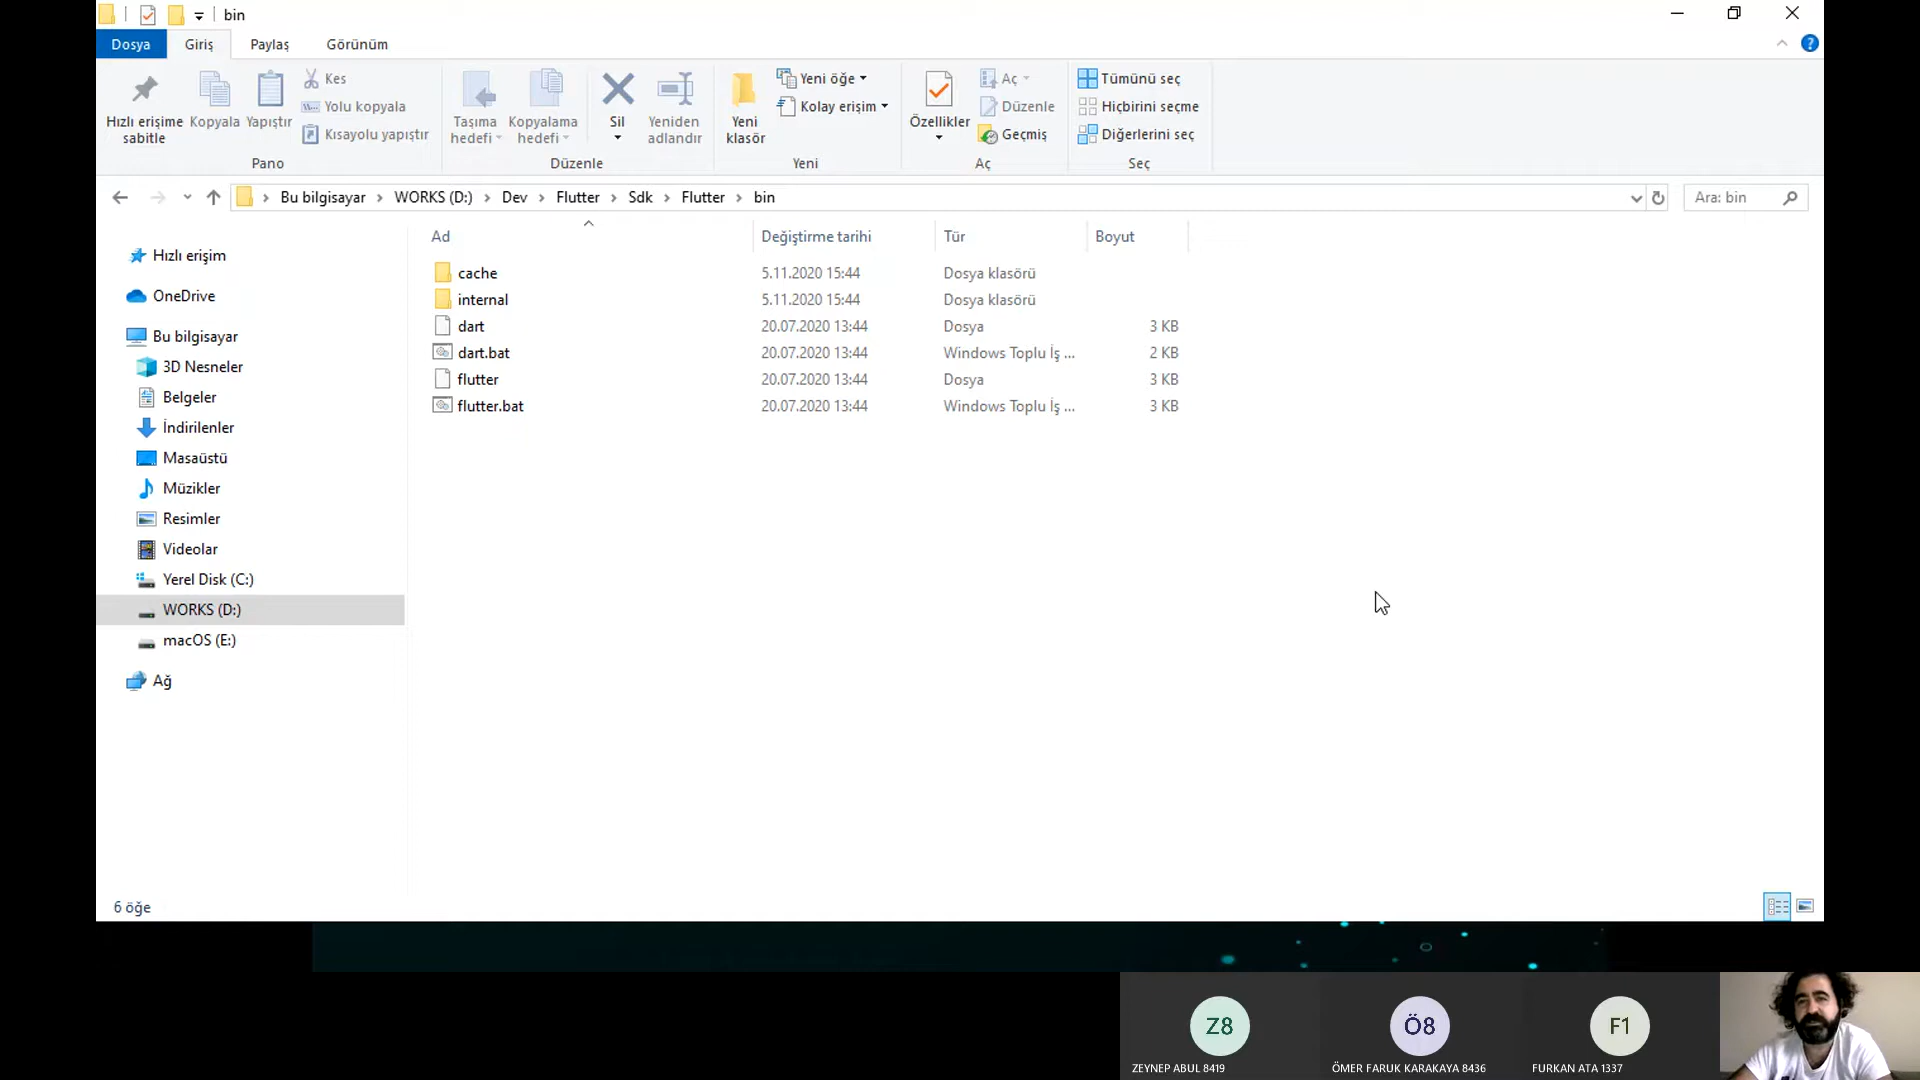 bin
Dosya Giriş Paylaş Görünüm
Hızlı erişime sabitle
Kopyala
Yapıştır
Kes
Yolu kopyala
Kısayolu yapıştır
Pano
Taşıma hedefi
Kopyalama hedefi
Sil
Yeniden adlandır
Düzenle
Yeni klasör
Yeni öğe
Kolay erişim
Yeni
Özellikler
Aç
Düzenle
Geçmiş
Aç
Tümünü seç
Hiçbirini seçme
Diğerlerini seç
Seç
Bu bilgisayar > WORKS (D:) > Dev > Flutter > Sdk > Flutter > bin
Ara: bin
Hızlı erişim
OneDrive
Bu bilgisayar
3D Nesneler
Belgeler
İndirilenler
Masaüstü
Müzikler
Resimler
Videolar
Yerel Disk (C:)
WORKS (D:)
macOS (E:)
Ağ
Ad Değiştirme tarihi Tür Boyut
cache 5.11.2020 15:44 Dosya klasörü
internal 5.11.2020 15:44 Dosya klasörü
dart 20.07.2020 13:44 Dosya 3 KB
dart.bat 20.07.2020 13:44 Windows Toplu İş ... 2 KB
flutter 20.07.2020 13:44 Dosya 3 KB
flutter.bat 20.07.2020 13:44 Windows Toplu İş ... 3 KB
6 öğe
Z8
ZEYNEP ABUL 8419
Ö8
ÖMER FARUK KARAKAYA 8436
F1
FURKAN ATA 1337